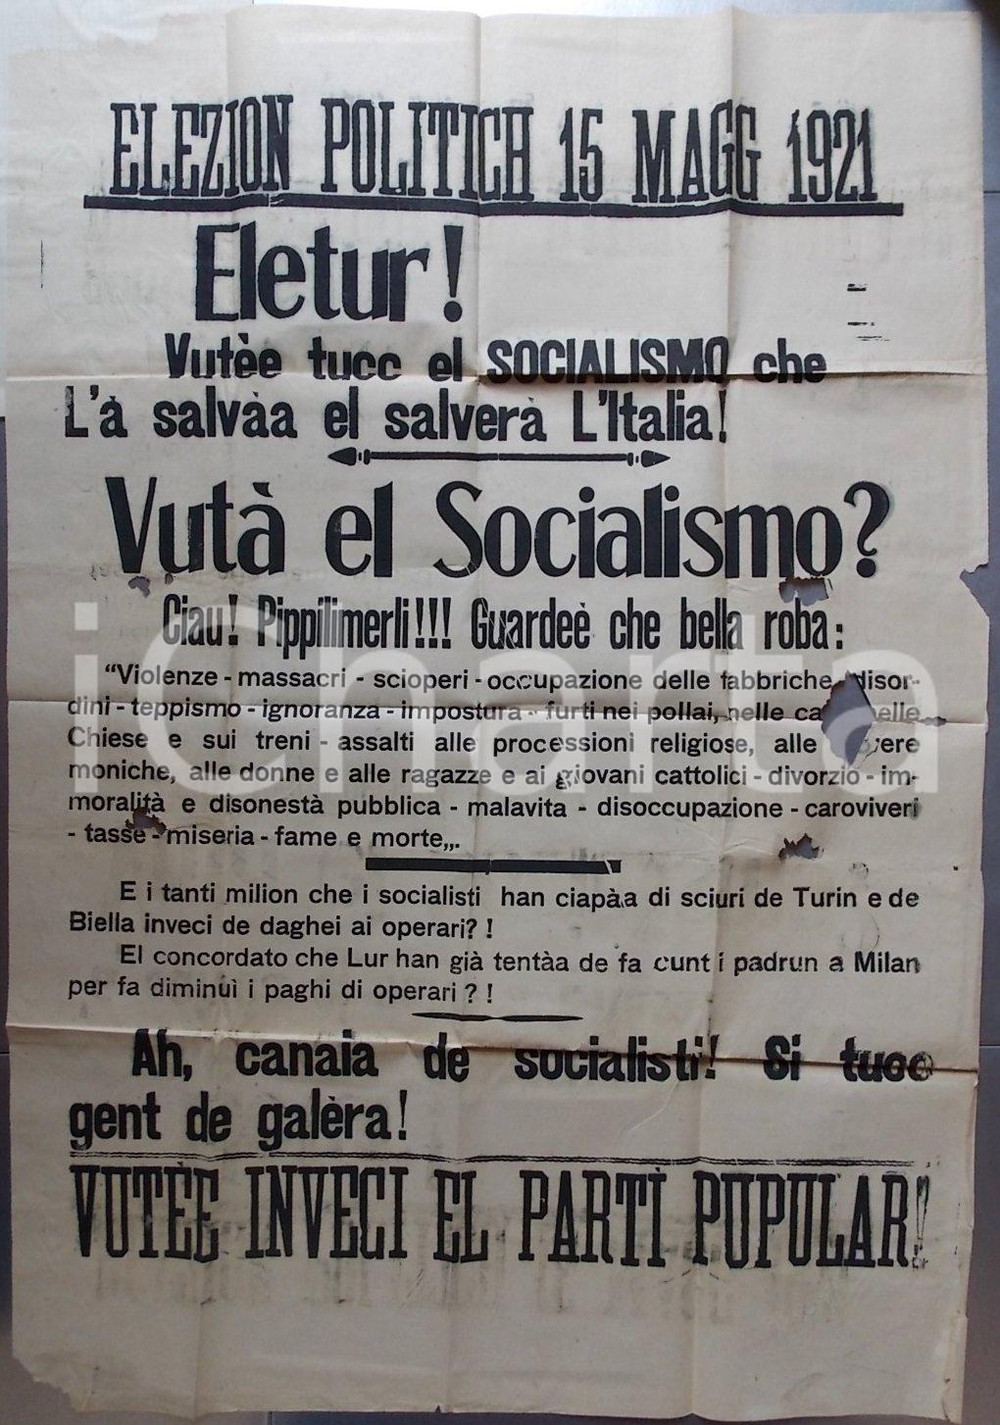 ELEZION POLITICH 15 MAGG 1921
Eletur!
Vutèe tucc el SOCIALISMO che
L'à salvàa el salverà L'Italia!
Vutà el Socialismo?
Ciau! Pippilimerli!!! Guardeè che bella roba:
"Violenze - massacri - scioperi - occupazione delle fabbriche disor-
dini - teppismo - ignoranza - impostura - furti nei pollai, nelle nelle
Chiese e sui treni - assalti alle processioni religiose, alle
moniche, alle donne e alle ragazze e ai giovani cattolici - divorzio - im-
moralità e disonestà pubblica - malavita - disoccupazione - caroviveri
- tasse - miseria - fame e morte„.
E i tanti milion che i socialisti han ciapàa di sciuri de Turin e de
Biella inveci de daghei ai operari?!
El concordato che Lur han già tentàa de fa cunt i padrun a Milan
per fa diminuì i paghi di operari?!
Ah, canaia de socialisti! Si tucc
gent de galèra!
VUTÈE INVECI EL PARTÌ PUPULAR!
iCharta